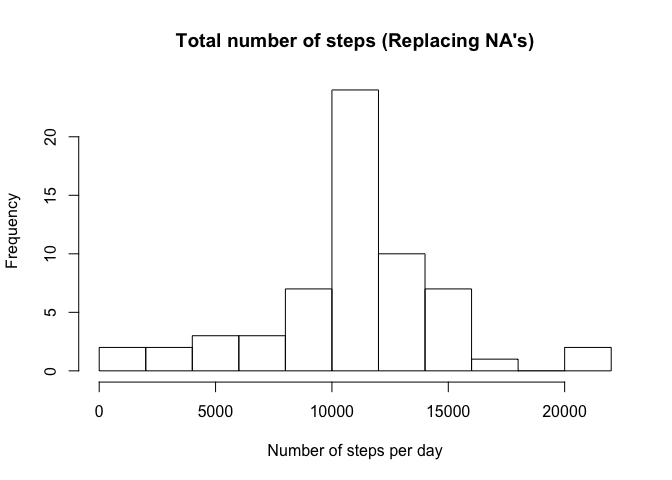 Total number of steps (Replacing NA's)
Frequency
20
15
10
5
0
0 5000 10000 15000 20000
Number of steps per day